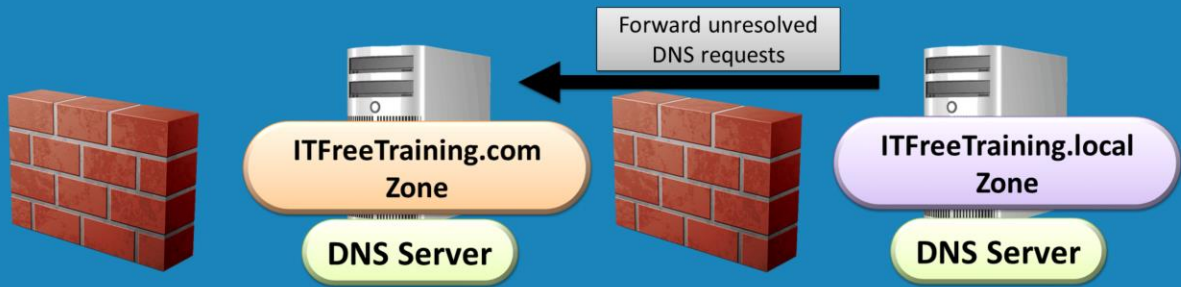 Forward unresolved
DNS requests
ITFreeTraining.com
Zone
DNS Server
ITFreeTraining.local
Zone
DNS Server